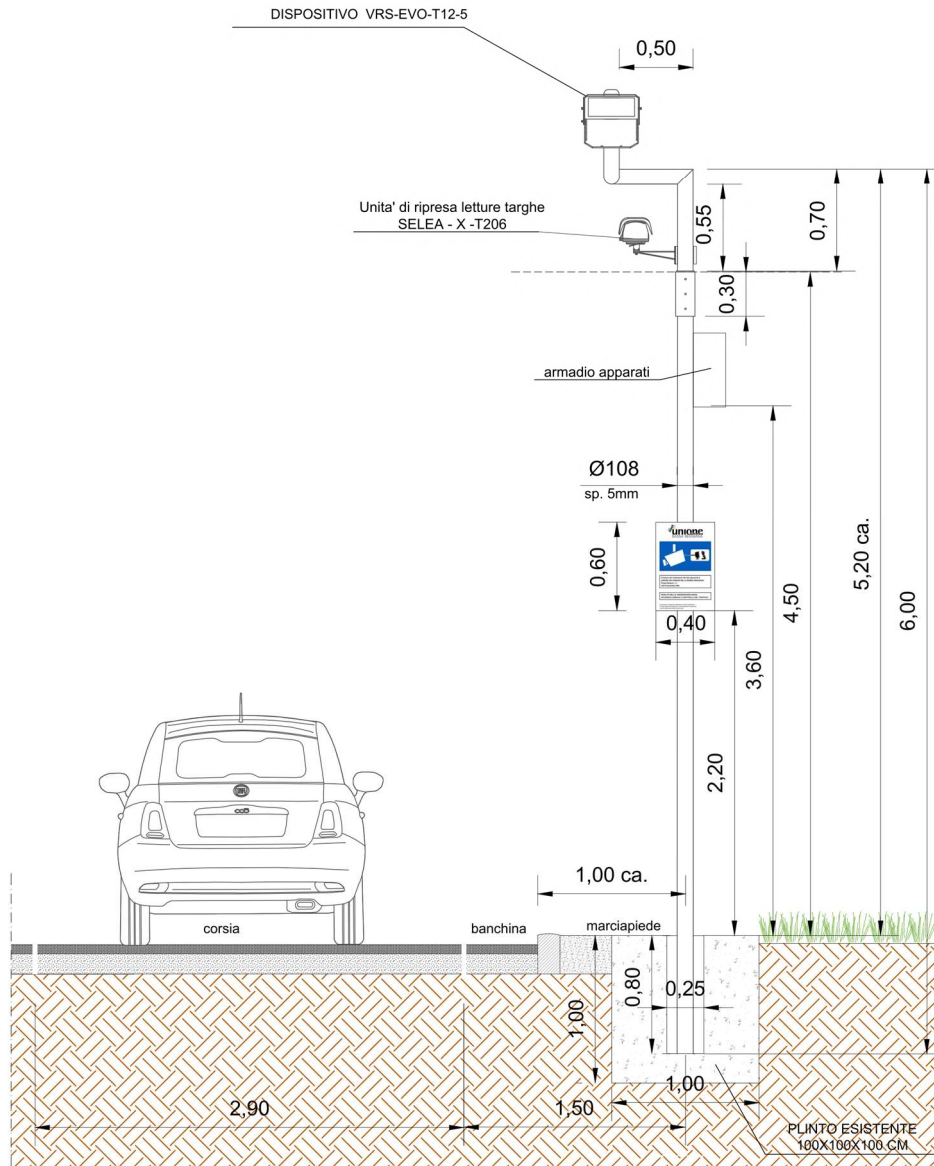 DISPOSITIVO VRS-EVO-T12-5
0,50
Unita' di ripresa letture targhe
SELEA - X -T206
0,55
0,70
0,30
armadio apparati
Ø108
sp. 5mm
unione
0,60
0,40
5,20 ca.
4,50
6,00
3,60
2,20
1,00 ca.
corsia
banchina
marciapiede
0,80
0,25
1,00
1,00
2,90
1,50
PLINTO ESISTENTE
100X100X100 CM